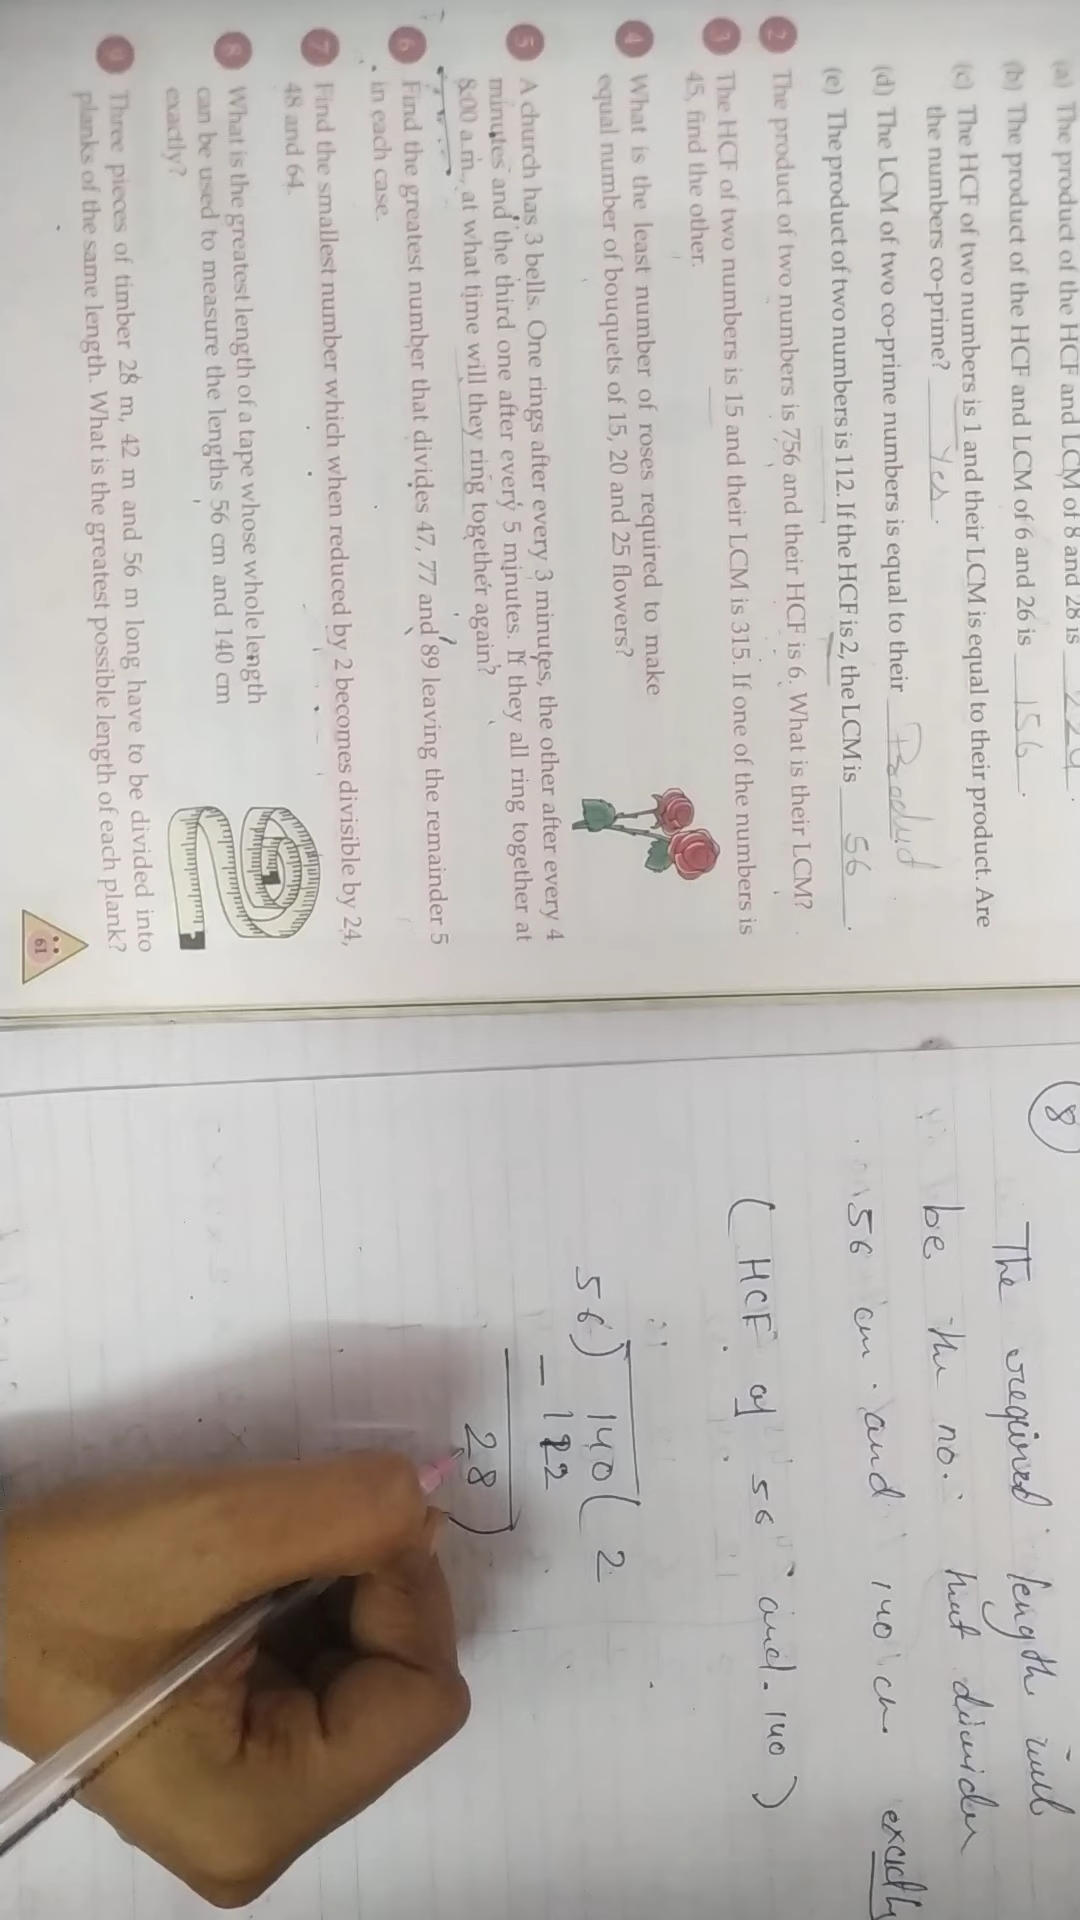 (a) The product of the HCF and LCM of 8 and 28 is 224.
(b) The product of the HCF and LCM of 6 and 26 is 156.
(c) The HCF of two numbers is 1 and their LCM is equal to their product. Are
the numbers co-prime? Yes.
(d) The LCM of two co-prime numbers is equal to their Product
(e) The product of two numbers is 112. If the HCF is 2, the LCM is 56.
2 The product of two numbers is 756 and their HCF is 6. What is their LCM?
3 The HCF of two numbers is 15 and their LCM is 315. If one of the numbers is
45, find the other.
4 What is the least number of roses required to make
equal number of bouquets of 15, 20 and 25 flowers?
5 A church has 3 bells. One rings after every 3 minutes, the other after every 4
minutes and the third one after every 5 minutes. If they all ring together at
8:00 a.m., at what time will they ring together again?
6 Find the greatest number that divides 47, 77 and 89 leaving the remainder 5
in each case.
7 Find the smallest number which when reduced by 2 becomes divisible by 24,
48 and 64.
8 What is the greatest length of a tape whose whole length
can be used to measure the lengths 56 cm and 140 cm
exactly?
9 Three pieces of timber 28 m, 42 m and 56 m long have to be divided into
planks of the same length. What is the greatest possible length of each plank?
61
8 The required length will
be the no. that divides
56 cm and 140 cm exactly
(HCF of 56 and 140)
56) 140 ( 2
- 112
28)